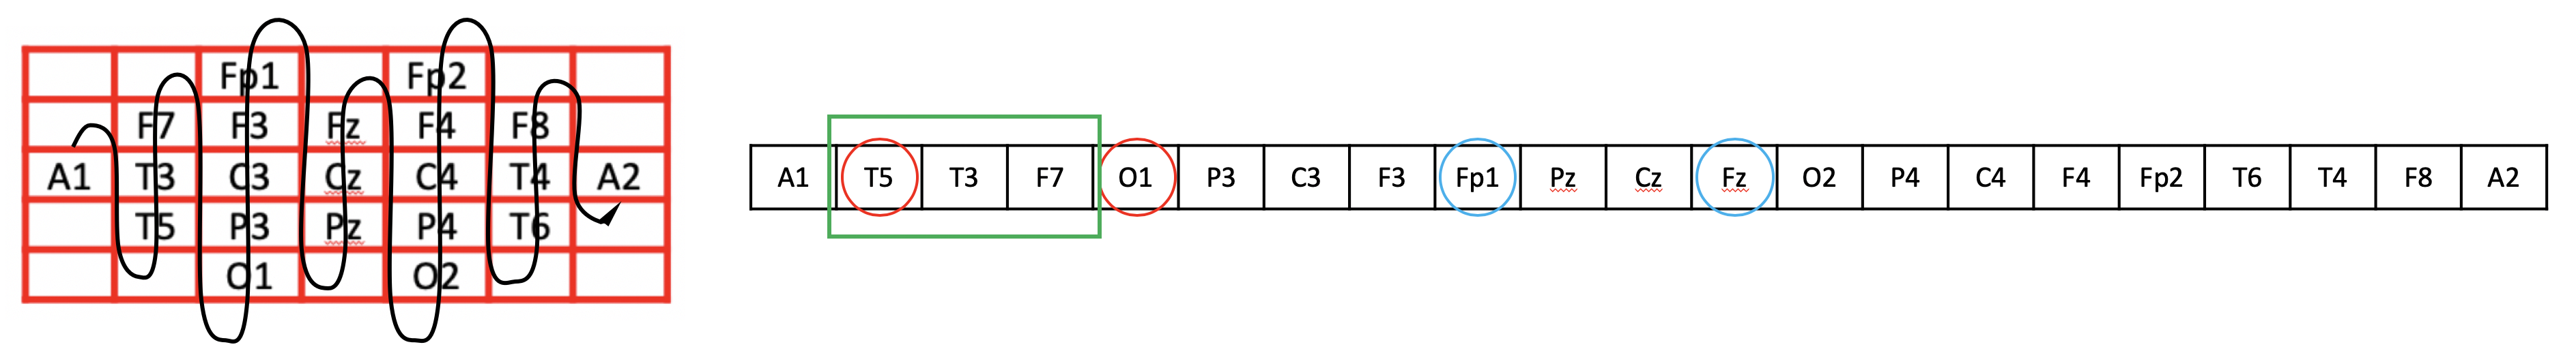 Fp1 Fp2
F7 F3 Fz F4 F8
A1 T3 C3 Cz C4 T4 A2
T5 P3 Pz P4 T6
O1 O2
A1 T5 T3 F7 O1 P3 C3 F3 Fp1 Pz Cz Fz O2 P4 C4 F4 Fp2 T6 T4 F8 A2